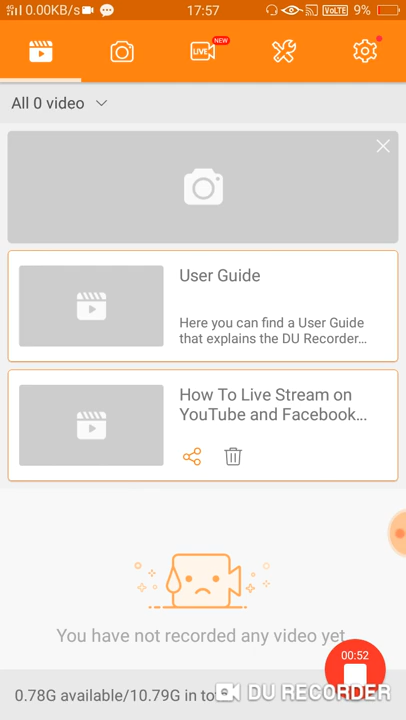 4G 0.00KB/s 17:57 VoLTE 9%
LIVE NEW
All 0 video
User Guide
Here you can find a User Guide
that explains the DU Recorder...
How To Live Stream on
YouTube and Facebook...
You have not recorded any video yet
00:52
0.78G available/10.79G in to
DU RECORDER